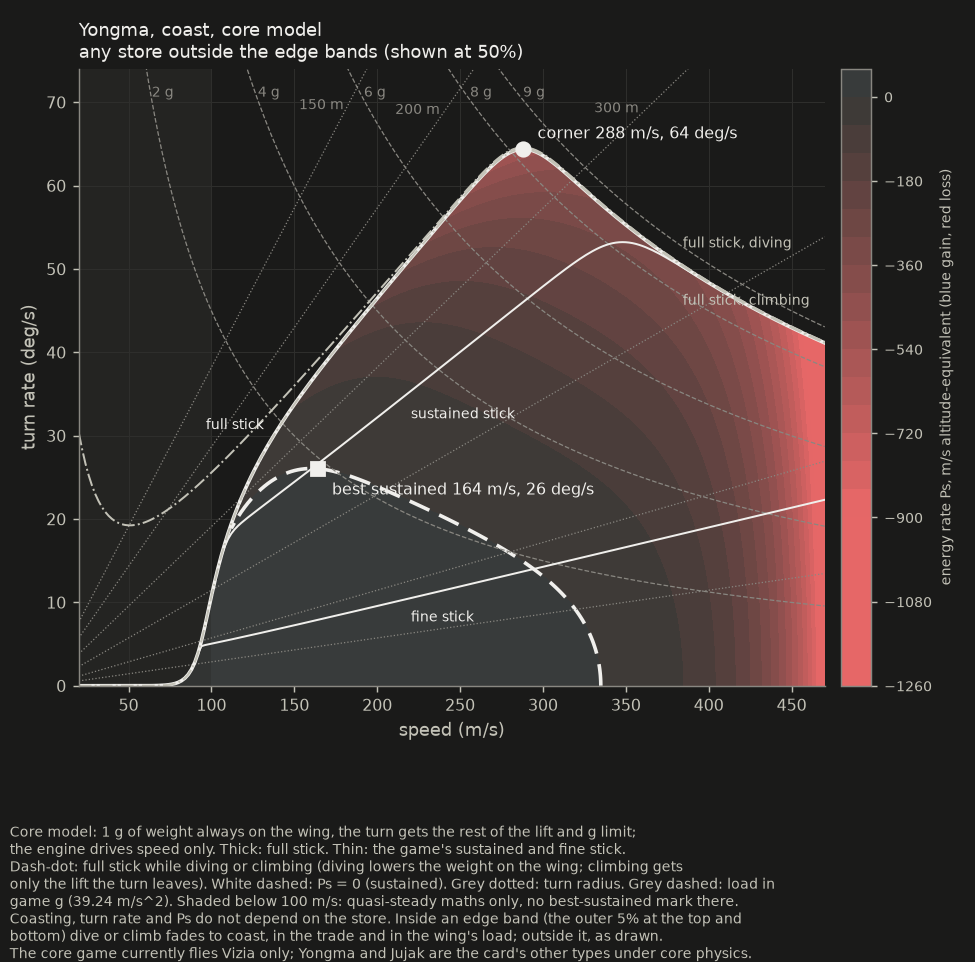 Yongma, coast, core model
any store outside the edge bands (shown at 50%)
2 g
4 g
6 g
8 g
9 g
150 m
200 m
300 m
corner 288 m/s, 64 deg/s
full stick, diving
full stick, climbing
full stick
sustained stick
best sustained 164 m/s, 26 deg/s
fine stick
turn rate (deg/s)
70
60
50
40
30
20
10
0
50
100
150
200
250
300
350
400
450
speed (m/s)
0
−180
−360
−540
−720
−900
−1080
−1260
energy rate Ps, m/s altitude-equivalent (blue gain, red loss)
Core model: 1 g of weight always on the wing, the turn gets the rest of the lift and g limit;
the engine drives speed only. Thick: full stick. Thin: the game's sustained and fine stick.
Dash-dot: full stick while diving or climbing (diving lowers the weight on the wing; climbing gets
only the lift the turn leaves). White dashed: Ps = 0 (sustained). Grey dotted: turn radius. Grey dashed: load in
game g (39.24 m/s^2). Shaded below 100 m/s: quasi-steady maths only, no best-sustained mark there.
Coasting, turn rate and Ps do not depend on the store. Inside an edge band (the outer 5% at the top and
bottom) dive or climb fades to coast, in the trade and in the wing's load; outside it, as drawn.
The core game currently flies Vizia only; Yongma and Jujak are the card's other types under core physics.